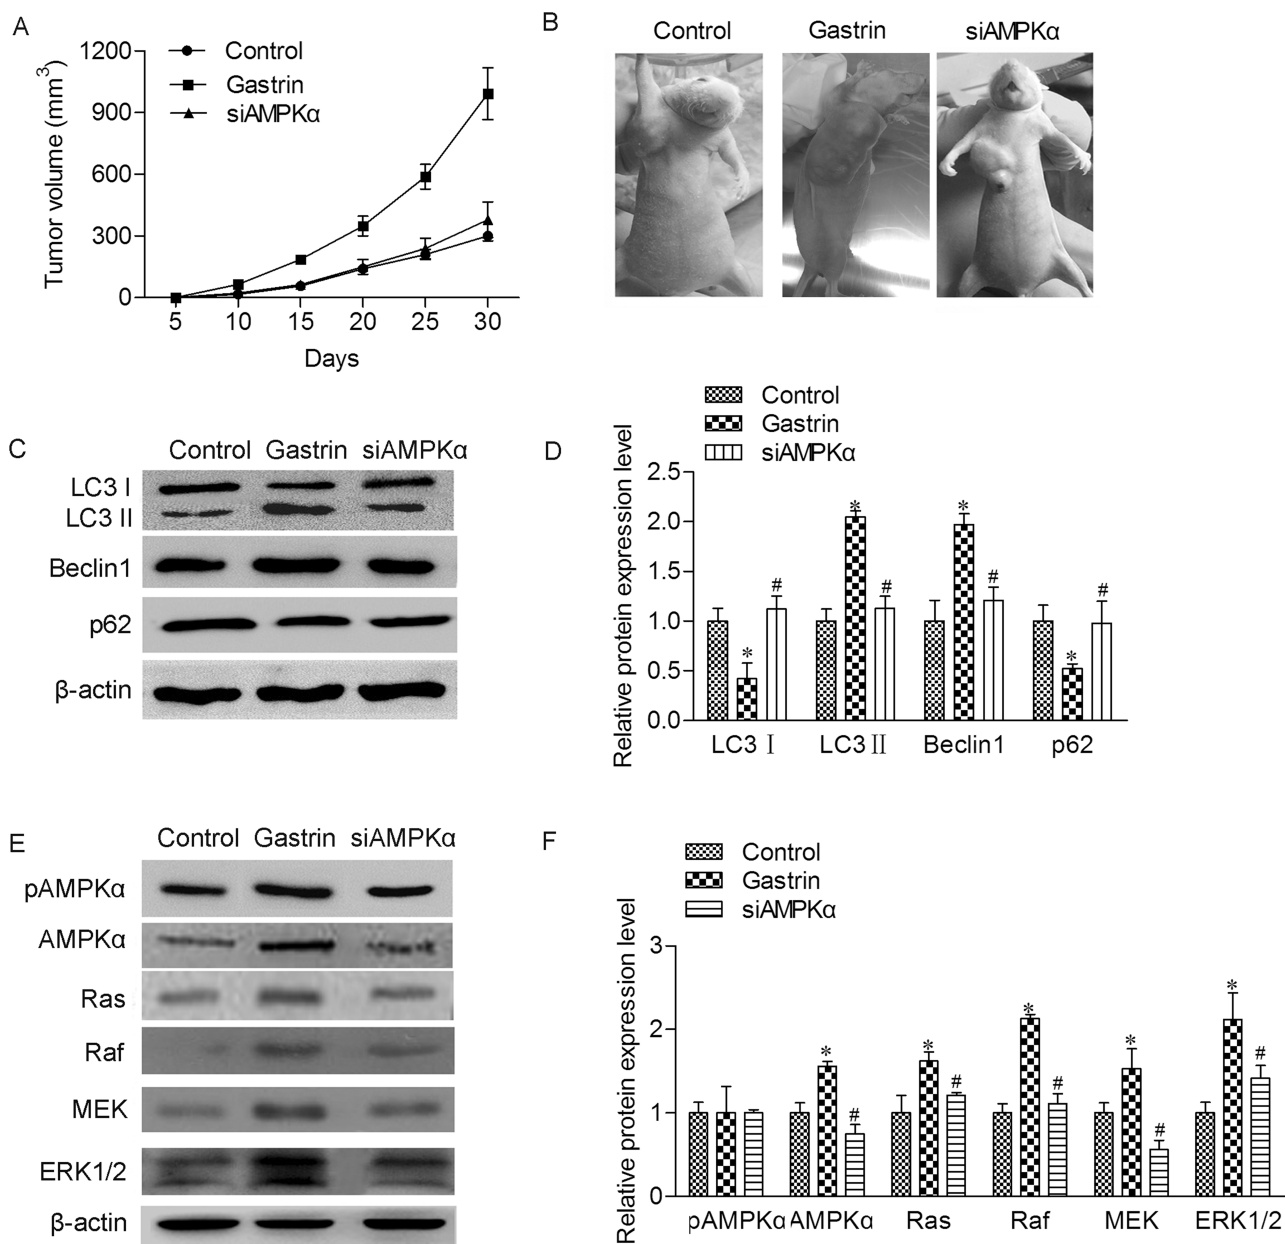 A
Control
Gastrin
siAMPKα
Tumor volume (mm3)
1200
900
600
300
0
5 10 15 20 25 30
Days
B
Control Gastrin siAMPKα
C
Control Gastrin siAMPKα
LC3 I
LC3 II
Beclin1
p62
β-actin
D
Control
Gastrin
siAMPKα
Relative protein expression level
2.5
2.0
1.5
1.0
0.5
0.0
* # * # * # * #
LC3 I LC3 II Beclin1 p62
E
Control Gastrin siAMPKα
pAMPKα
AMPKα
Ras
Raf
MEK
ERK1/2
β-actin
F
Control
Gastrin
siAMPKα
Relative protein expression level
3
2
1
0
* # * # * # * # * #
pAMPKα AMPKα Ras Raf MEK ERK1/2